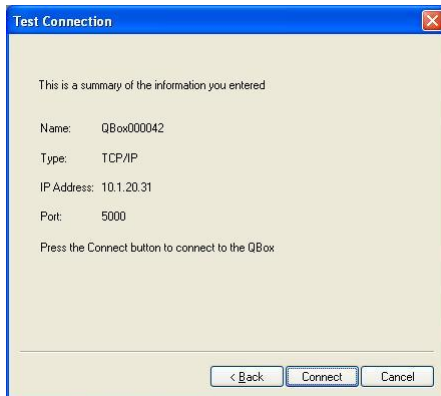 Test Connection
This is a summary of the information you entered
Name: QBox000042
Type: TCP/IP
IP Address: 10.1.20.31
Port: 5000
Press the Connect button to connect to the QBox
< Back Connect Cancel